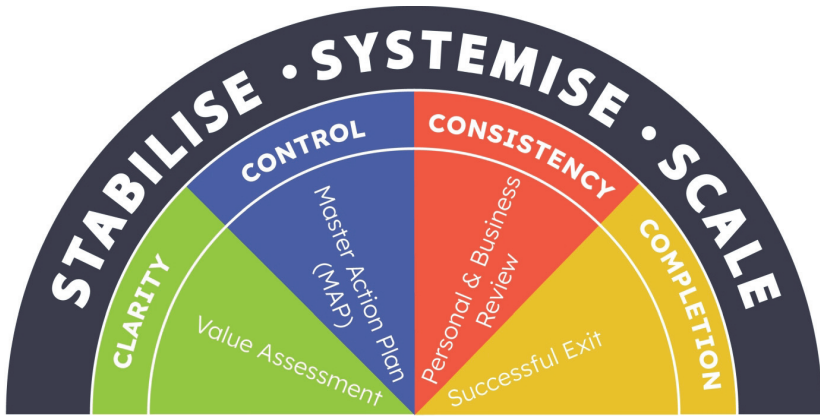 STABILISE • SYSTEMISE • SCALE
CLARITY
CONTROL
CONSISTENCY
COMPLETION
Value Assessment
Master Action Plan
(MAP)
Personal & Business
Review
Successful Exit